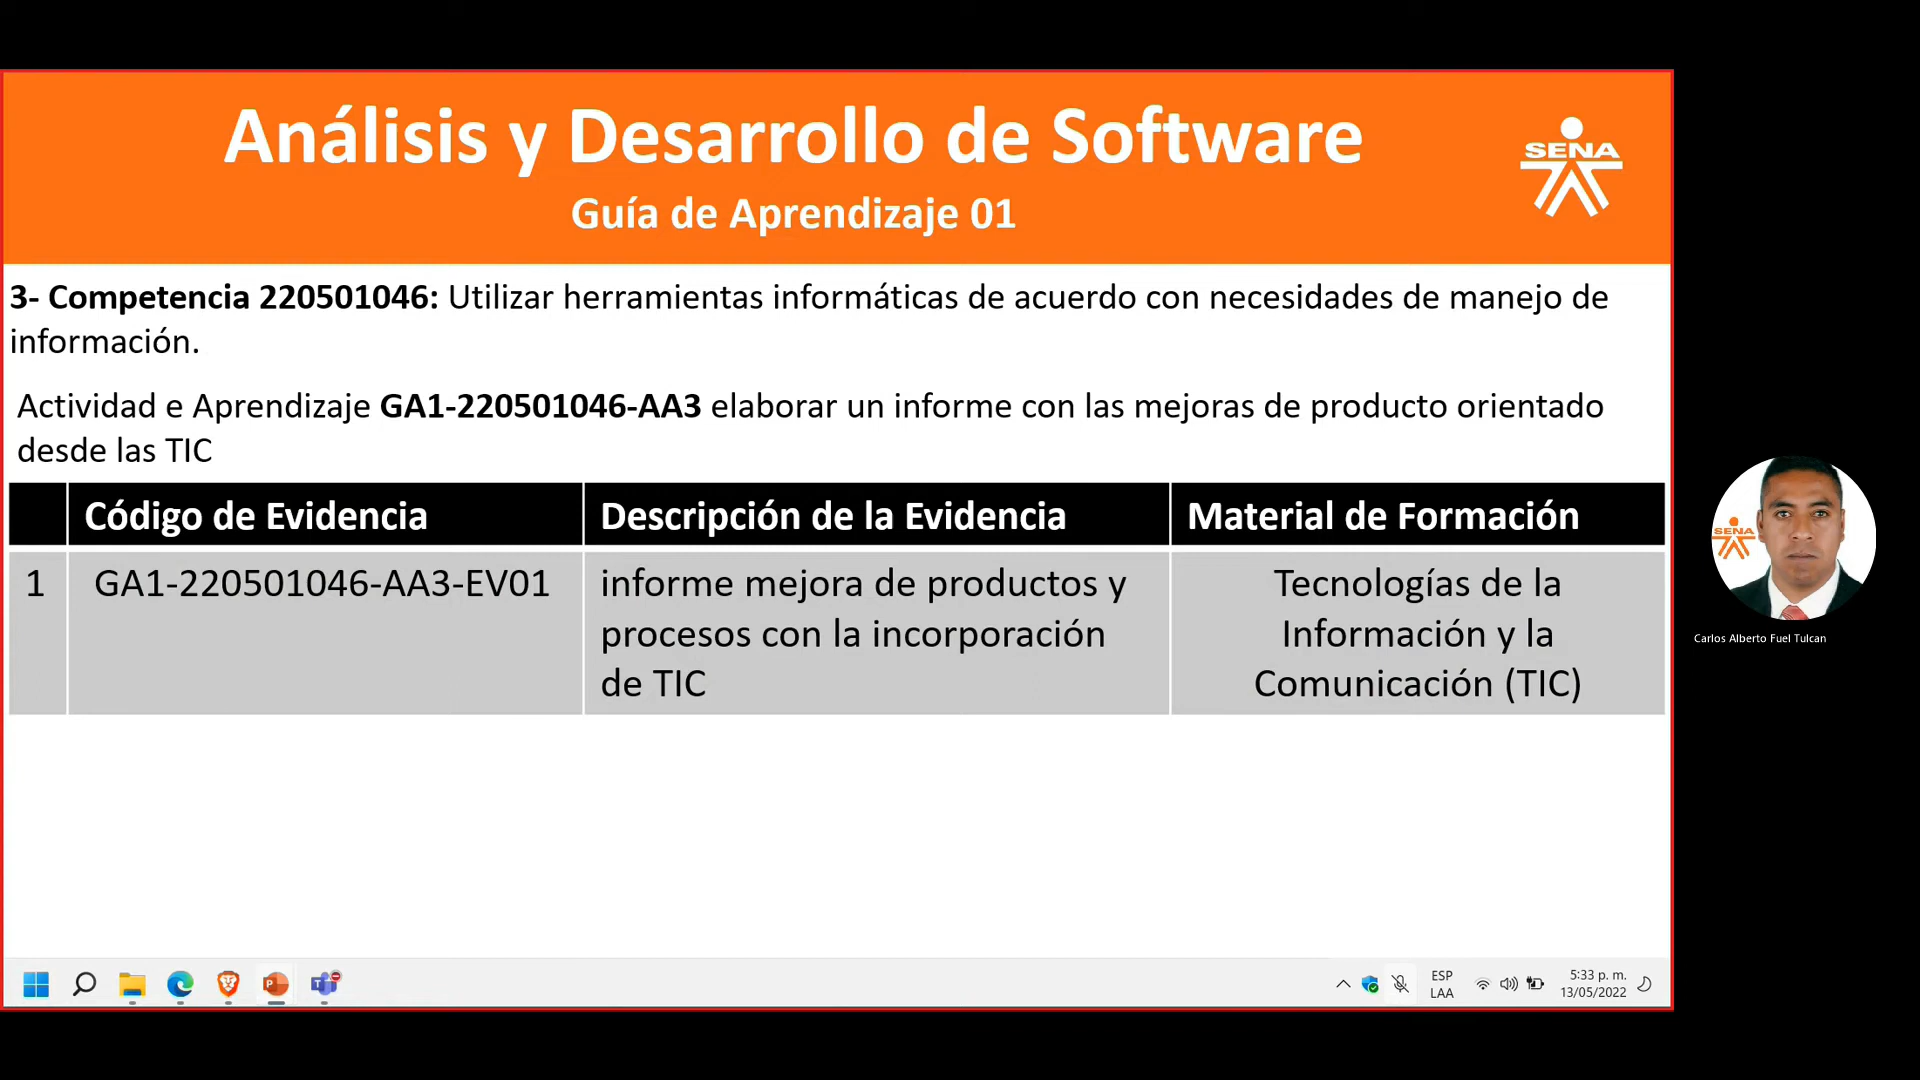 Análisis y Desarrollo de Software
Guía de Aprendizaje 01
SENA
3- Competencia 220501046: Utilizar herramientas informáticas de acuerdo con necesidades de manejo de
información.
Actividad e Aprendizaje GA1-220501046-AA3 elaborar un informe con las mejoras de producto orientado
desde las TIC
Código de Evidencia
Descripción de la Evidencia
Material de Formación
1
GA1-220501046-AA3-EV01
informe mejora de productos y
procesos con la incorporación
de TIC
Tecnologías de la
Información y la
Comunicación (TIC)
SENA
Carlos Alberto Fuel Tulcan
ESP
LAA
5:33 p. m.
13/05/2022